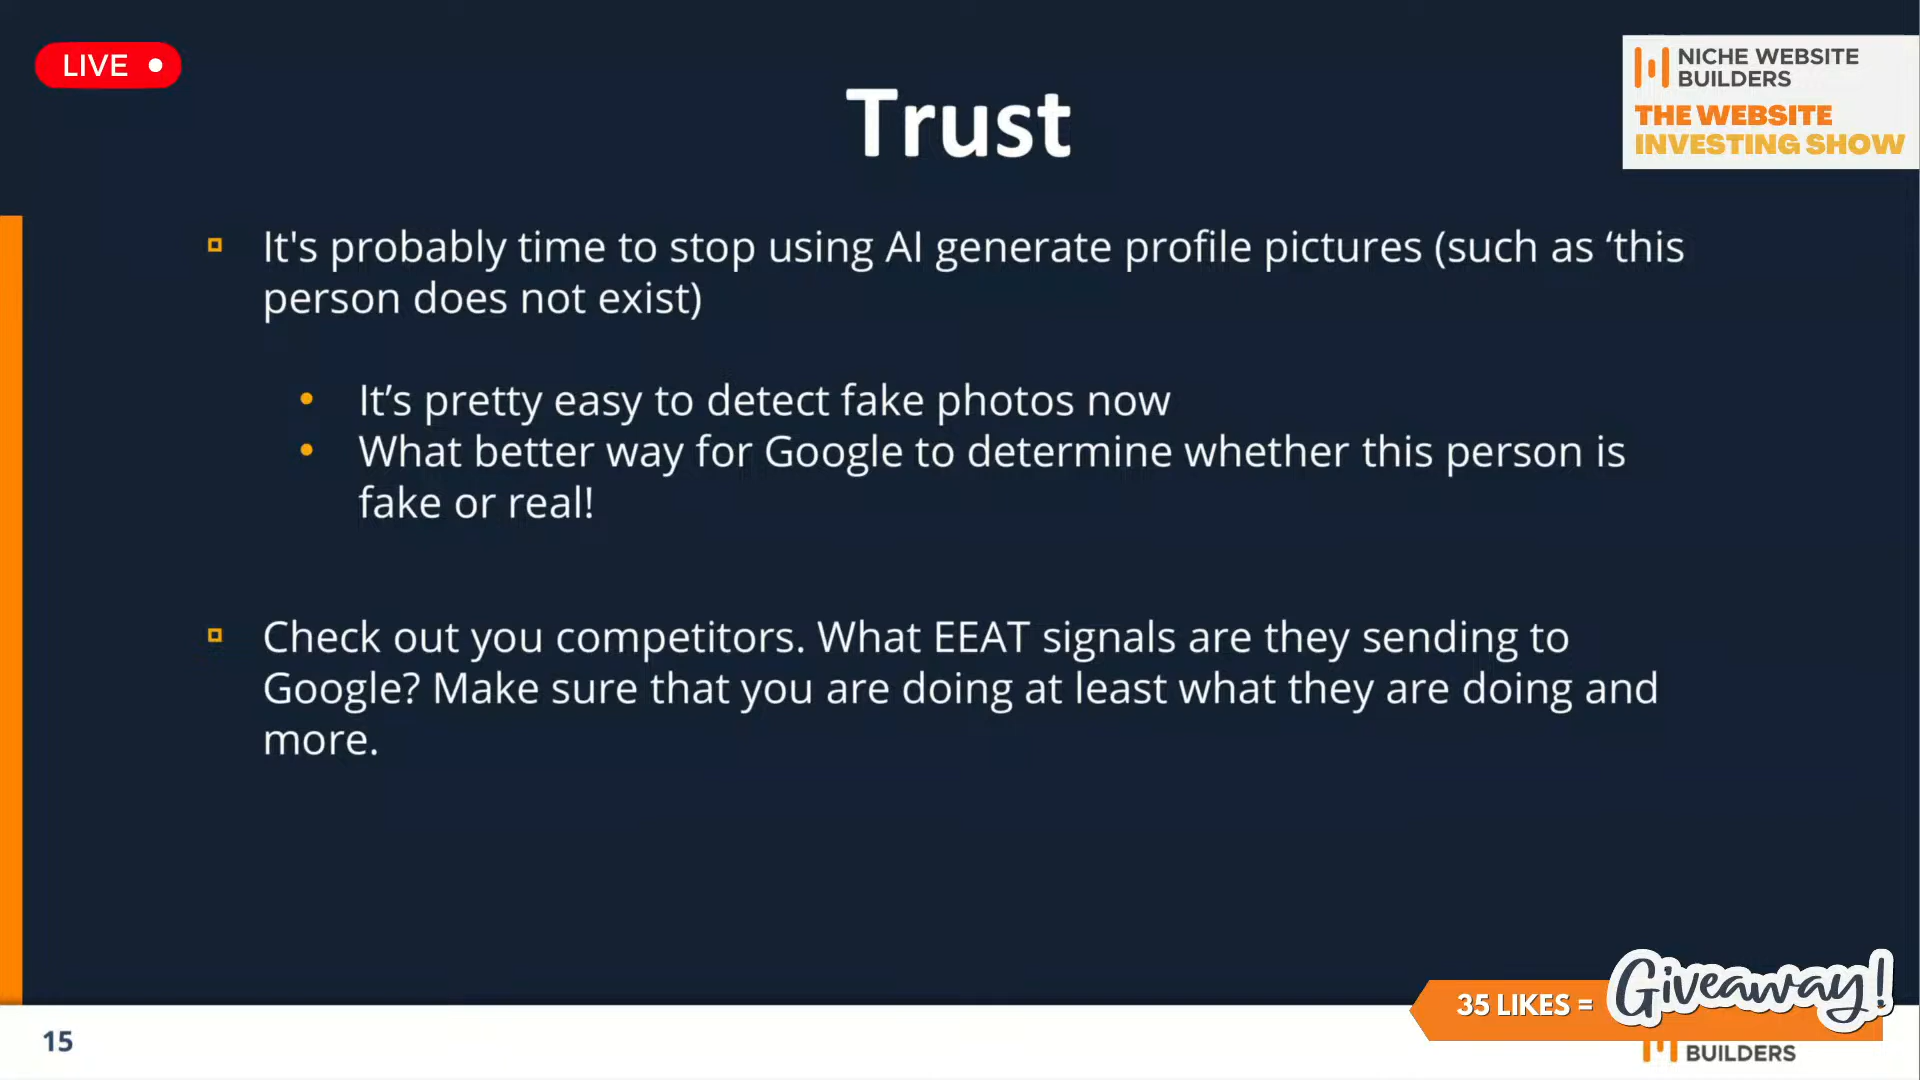 LIVE
NICHE WEBSITE
BUILDERS
THE WEBSITE
INVESTING SHOW
Trust
It's probably time to stop using AI generate profile pictures (such as ‘this
person does not exist)
It’s pretty easy to detect fake photos now
What better way for Google to determine whether this person is
fake or real!
Check out you competitors. What EEAT signals are they sending to
Google? Make sure that you are doing at least what they are doing and
more.
35 LIKES = Giveaway!
15
BUILDERS